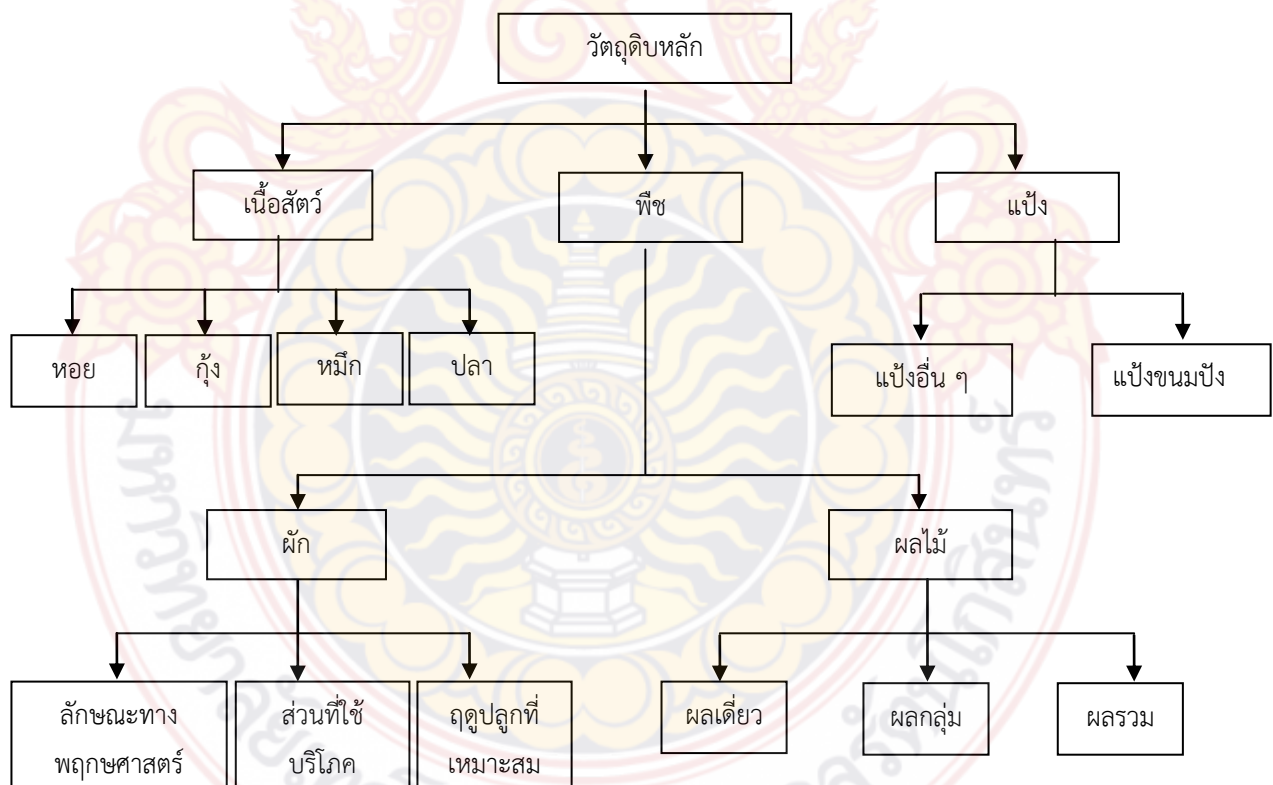 วัตถุดิบหลัก
เนื้อสัตว์
พืช
แป้ง
หอย
กุ้ง
หมึก
ปลา
แป้งอื่น ๆ
แป้งขนมปัง
ผัก
ผลไม้
ลักษณะทาง
พฤกษศาสตร์
ส่วนที่ใช้
บริโภค
ฤดูปลูกที่
เหมาะสม
ผลเดี่ยว
ผลกลุ่ม
ผลรวม